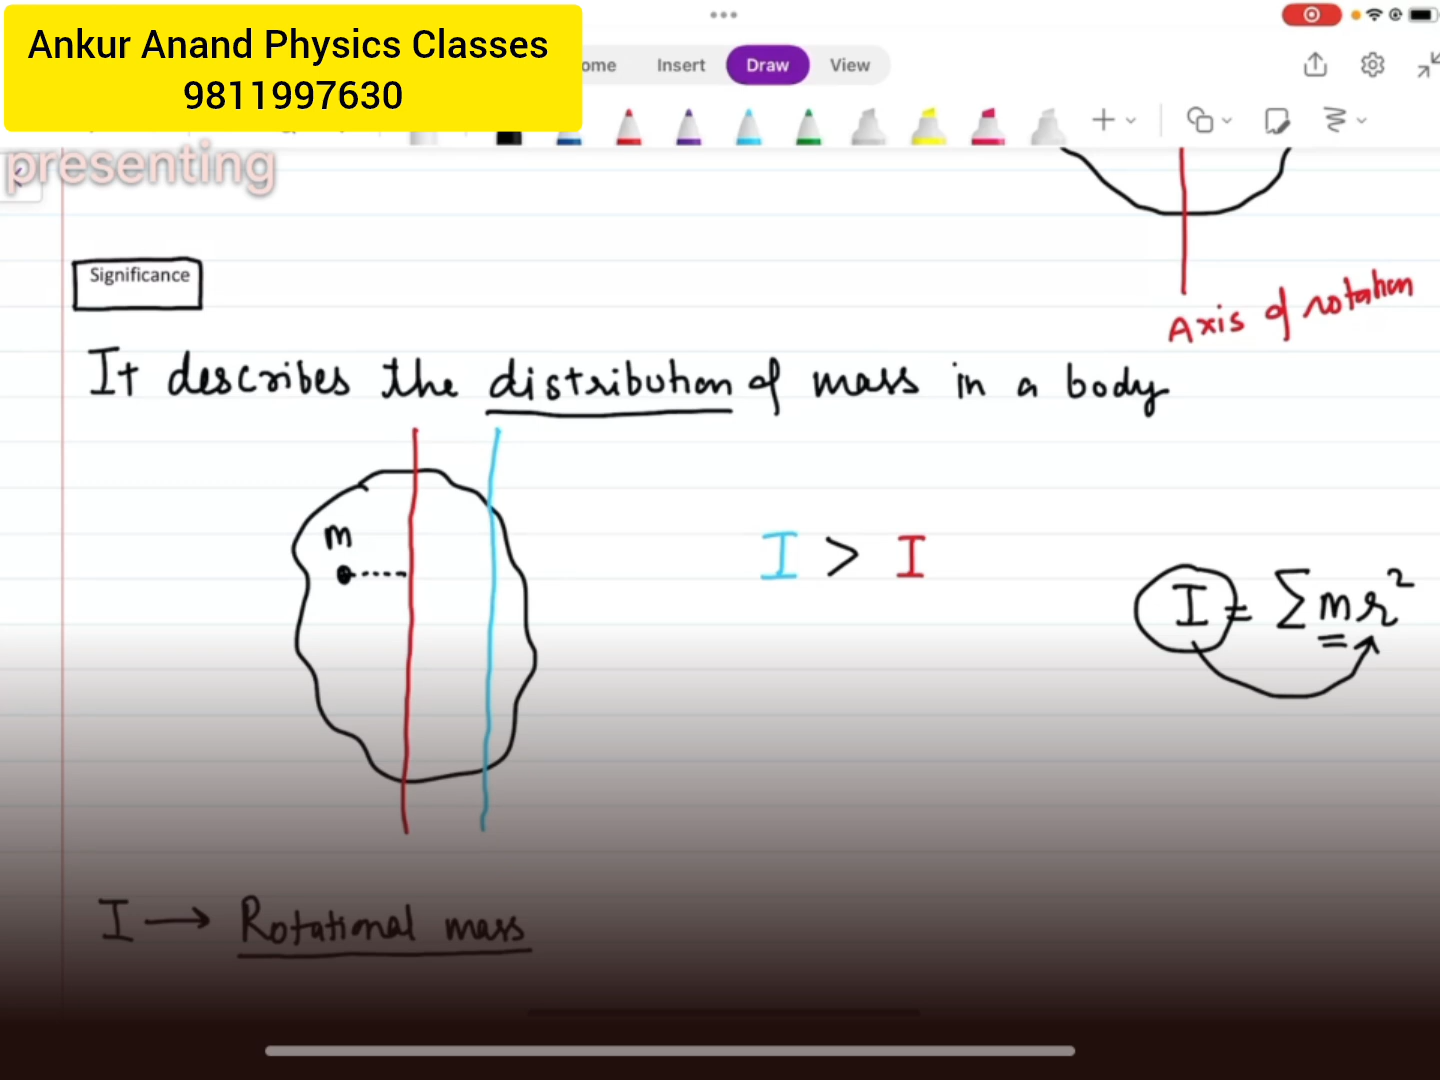 Ankur Anand Physics Classes
9811997630
Insert Draw View
presenting
Axis of rotation
Significance
It describes the distribution of mass in a body
m
I > I
I = Σmr²
I → Rotational mass